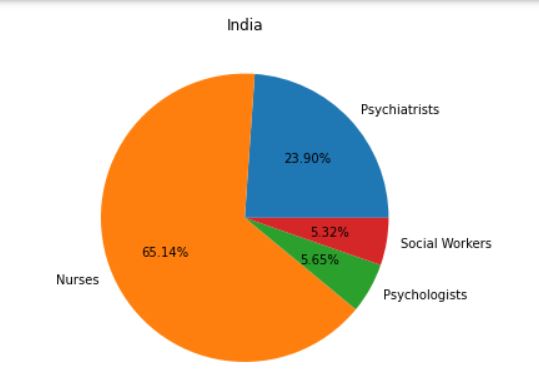 India
Psychiatrists
23.90%
65.14%
Nurses
5.32%
Social Workers
5.65%
Psychologists